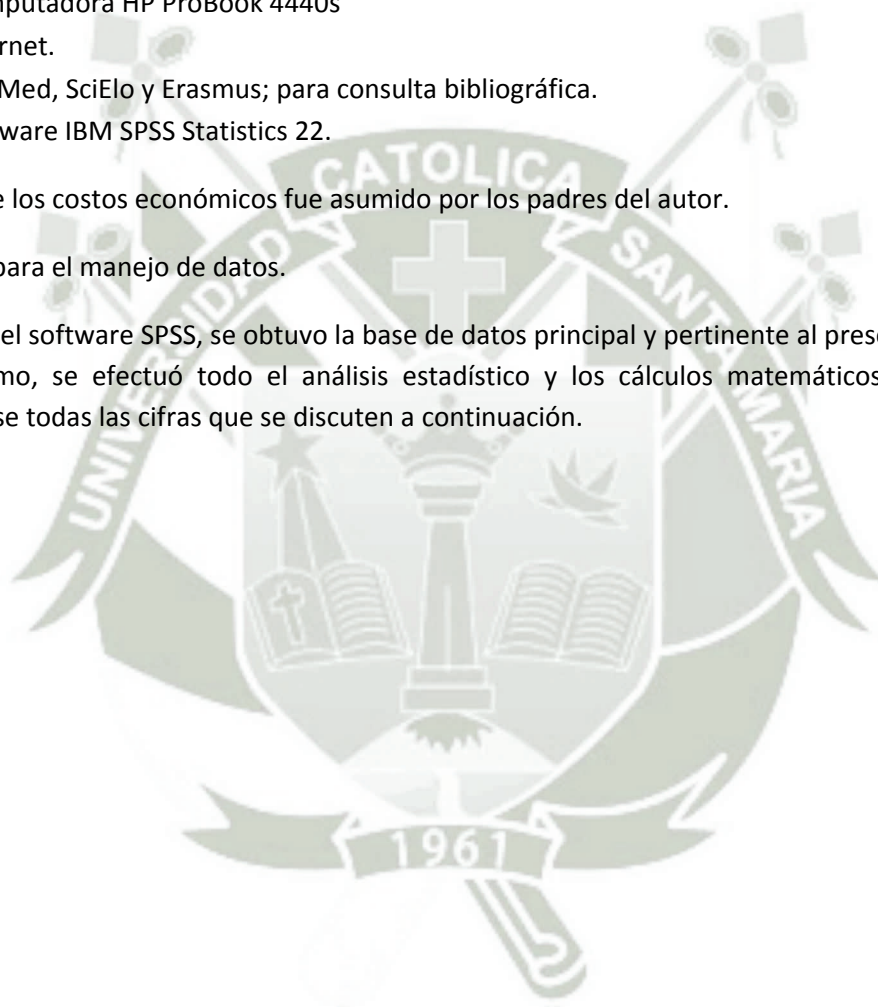 mputadora HP ProBook 4440s
rnet.
Med, SciElo y Erasmus; para consulta bibliográfica.
ware IBM SPSS Statistics 22.
e los costos económicos fue asumido por los padres del autor.
para el manejo de datos.
el software SPSS, se obtuvo la base de datos principal y pertinente al pres
mo, se efectuó todo el análisis estadístico y los cálculos matemáticos
se todas las cifras que se discuten a continuación.
UNIVERSIDAD CATOLICA SANTA MARIA
1961